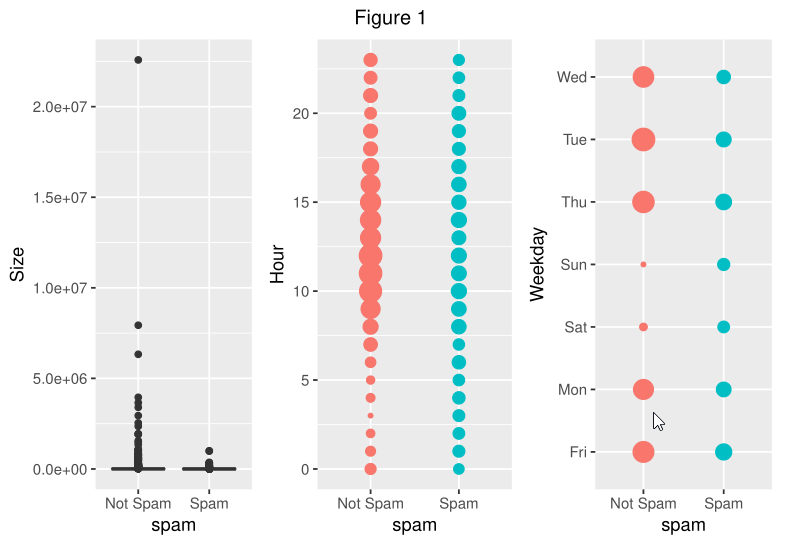 Figure 1
Size
2.0e+07
1.5e+07
1.0e+07
5.0e+06
0.0e+00
Not Spam Spam
spam
Hour
20
15
10
5
0
Not Spam Spam
spam
Weekday
Wed
Tue
Thu
Sun
Sat
Mon
Fri
Not Spam Spam
spam